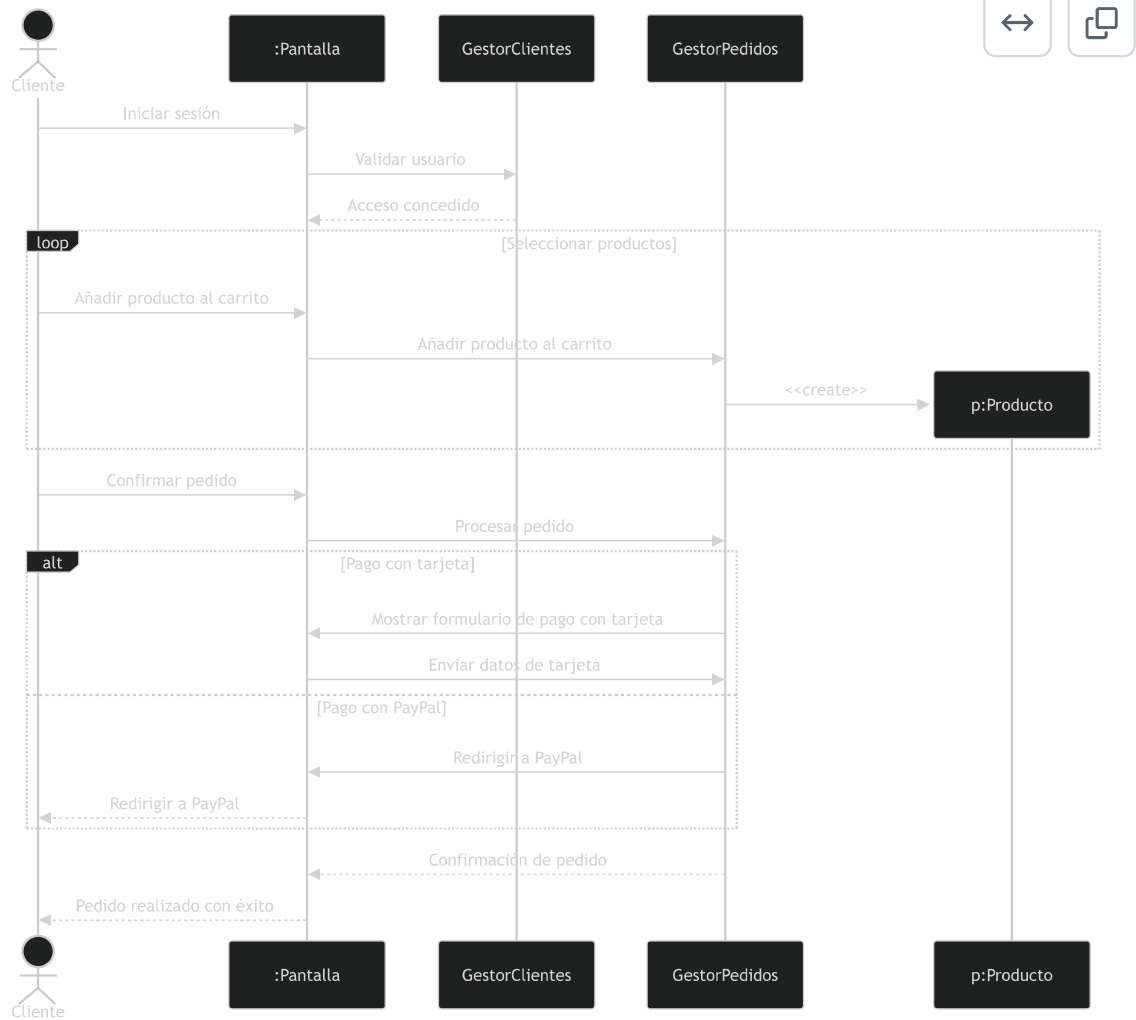 :Pantalla
GestorClientes
GestorPedidos
Cliente
Iniciar sesión
Validar usuario
Acceso concedido
loop
[Seleccionar productos]
Añadir producto al carrito
Añadir producto al carrito
<<create>>
p:Producto
Confirmar pedido
Procesar pedido
alt
[Pago con tarjeta]
Mostrar formulario de pago con tarjeta
Enviar datos de tarjeta
[Pago con PayPal]
Redirigir a PayPal
Redirigir a PayPal
Confirmación de pedido
Pedido realizado con éxito
:Pantalla
GestorClientes
GestorPedidos
p:Producto
Cliente